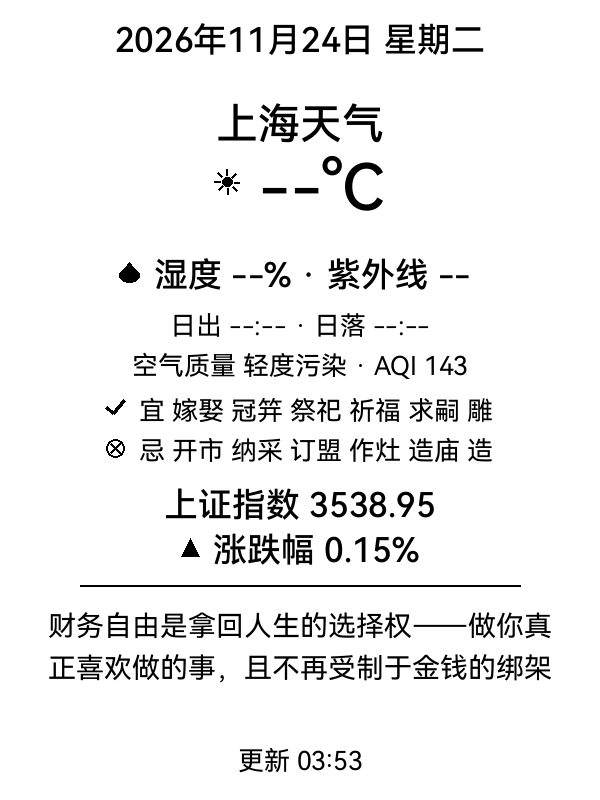 2026年11月24日 星期二
上海天气
--°C
湿度 --% · 紫外线 --
日出 --:-- · 日落 --:--
空气质量 轻度污染 · AQI 143
宜 嫁娶 冠笄 祭祀 祈福 求嗣 雕
忌 开市 纳采 订盟 作灶 造庙 造
上证指数 3538.95
▲ 涨跌幅 0.15%
财务自由是拿回人生的选择权——做你真
正喜欢做的事，且不再受制于金钱的绑架
更新 03:53